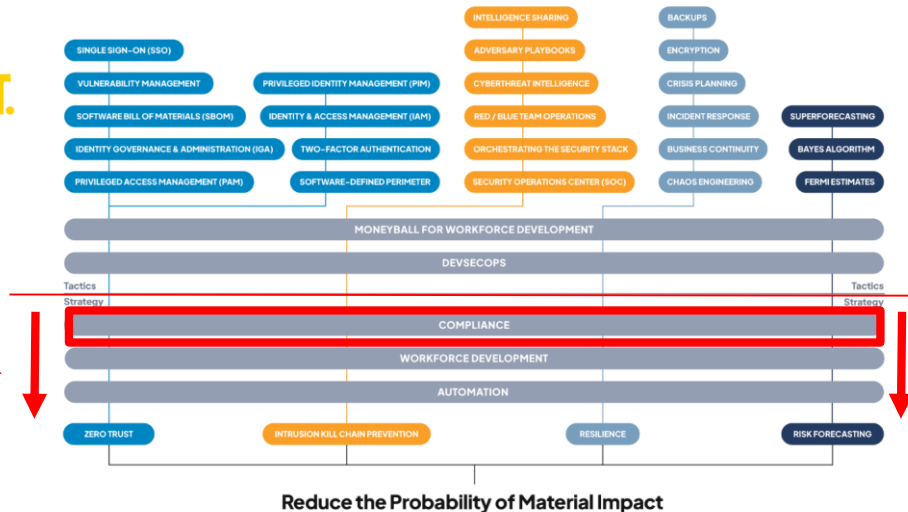 T.
INTELLIGENCE SHARING
BACKUPS
SINGLE SIGN-ON (SSO)
ADVERSARY PLAYBOOKS
ENCRYPTION
VULNERABILITY MANAGEMENT
PRIVILEGED IDENTITY MANAGEMENT (PIM)
CYBERTHREAT INTELLIGENCE
CRISIS PLANNING
SOFTWARE BILL OF MATERIALS (SBOM)
IDENTITY & ACCESS MANAGEMENT (IAM)
RED / BLUE TEAM OPERATIONS
INCIDENT RESPONSE
SUPERFORECASTING
IDENTITY GOVERNANCE & ADMINISTRATION (IGA)
TWO-FACTOR AUTHENTICATION
ORCHESTRATING THE SECURITY STACK
BUSINESS CONTINUITY
BAYES ALGORITHM
PRIVILEGED ACCESS MANAGEMENT (PAM)
SOFTWARE-DEFINED PERIMETER
SECURITY OPERATIONS CENTER (SOC)
CHAOS ENGINEERING
FERMI ESTIMATES
MONEYBALL FOR WORKFORCE DEVELOPMENT
DEVSECOPS
Tactics
Tactics
Strategy
Strategy
COMPLIANCE
WORKFORCE DEVELOPMENT
AUTOMATION
ZERO TRUST
INTRUSION KILL CHAIN PREVENTION
RESILIENCE
RISK FORECASTING
Reduce the Probability of Material Impact